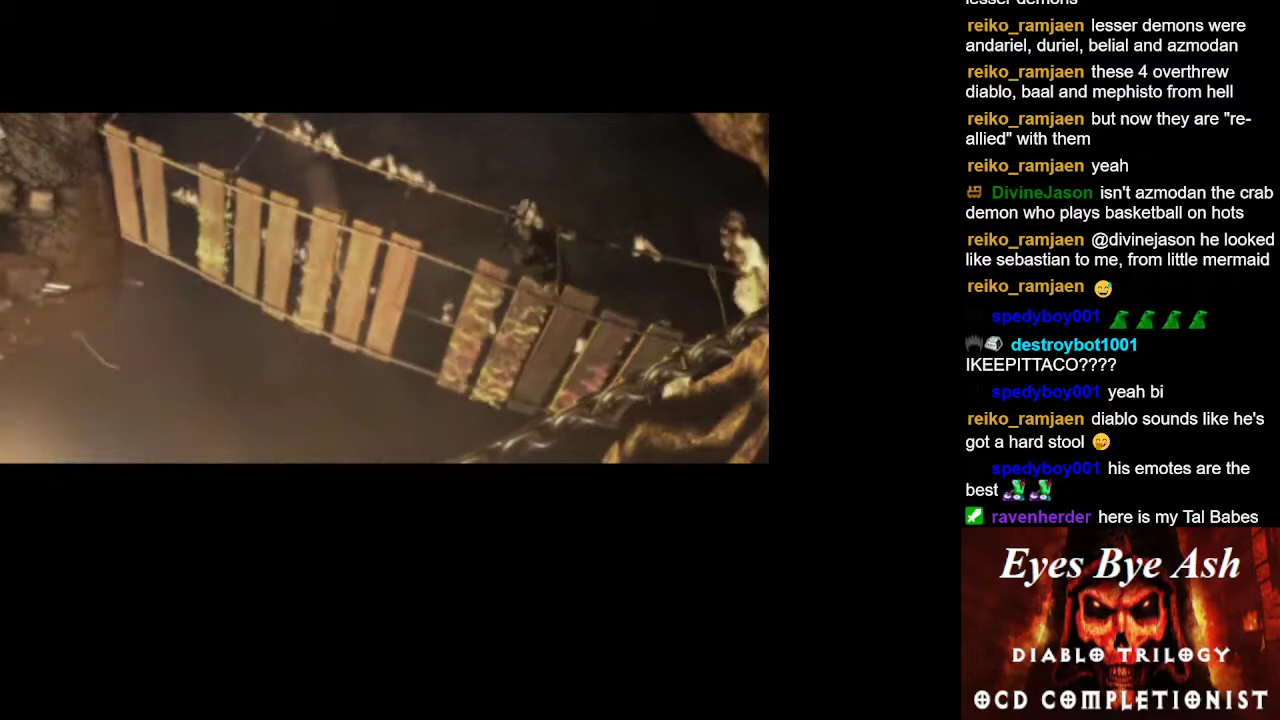 lesser demons
reiko_ramjaen lesser demons were
andariel, duriel, belial and azmodan
reiko_ramjaen these 4 overthrew
diablo, baal and mephisto from hell
reiko_ramjaen but now they are "re-
allied" with them
reiko_ramjaen yeah
DivineJason isn't azmodan the crab
demon who plays basketball on hots
reiko_ramjaen @divinejason he looked
like sebastian to me, from little mermaid
reiko_ramjaen
spedyboy001
destroybot1001
IKEEPITTACO????
spedyboy001 yeah bi
reiko_ramjaen diablo sounds like he's
got a hard stool
spedyboy001 his emotes are the
best
ravenherder here is my Tal Babes
Eyes Bye Ash
DIABLO TRILOGY
OCD COMPLETIONIST